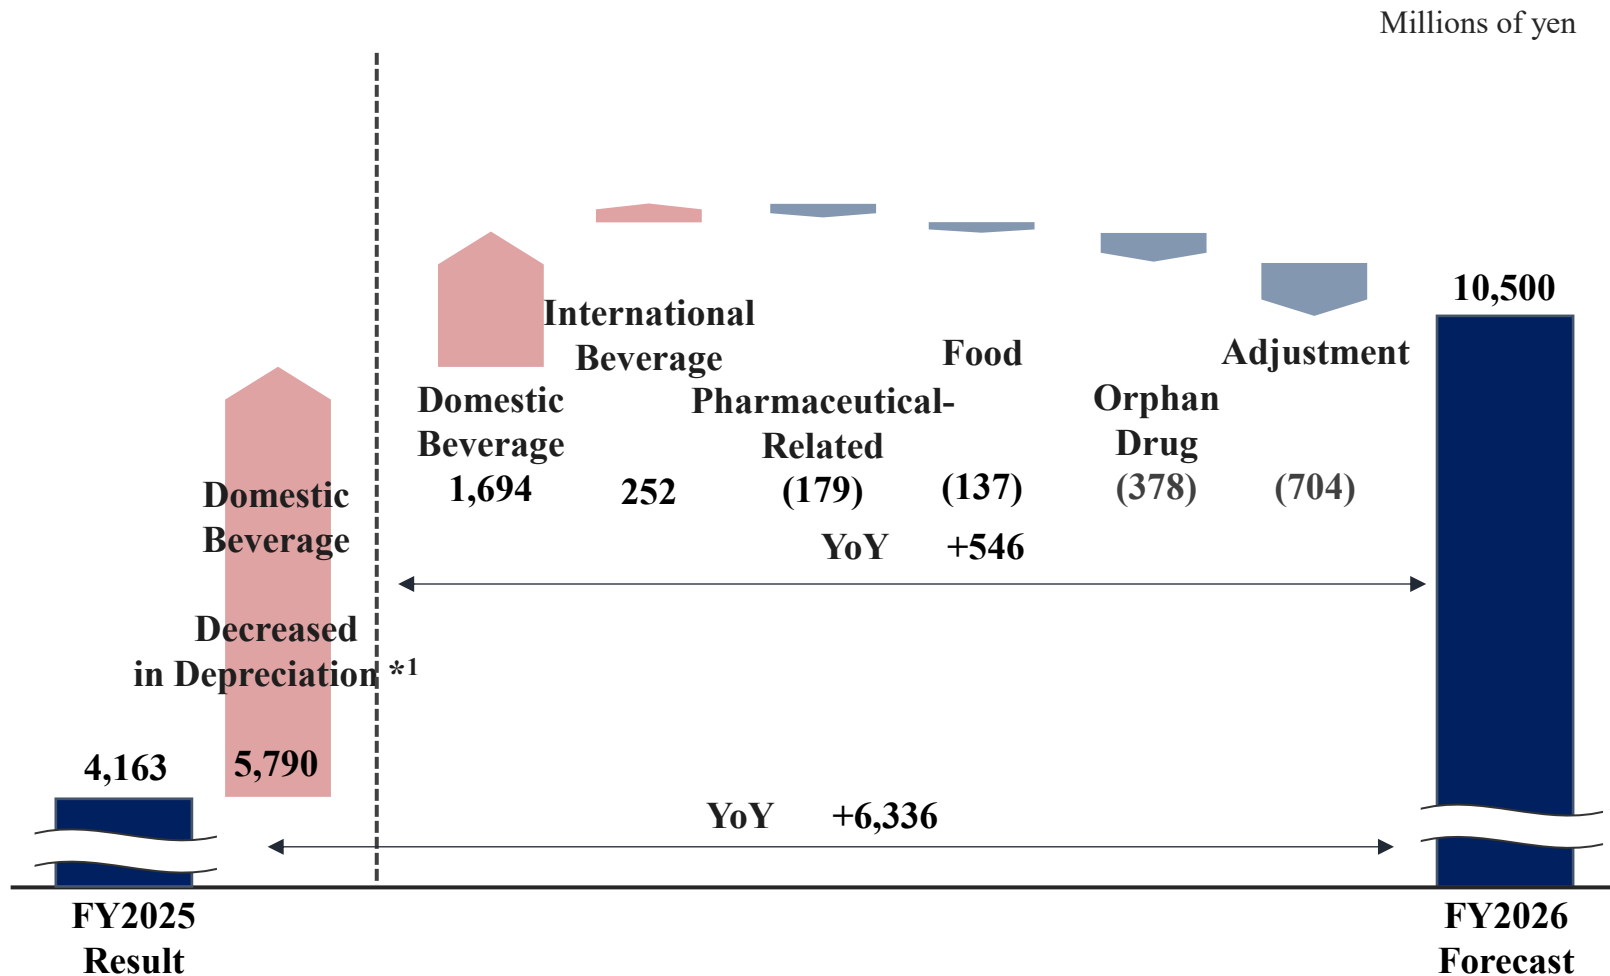 Millions of yen
10,500
International
Beverage
Food
Adjustment
Domestic
Beverage
Pharmaceutical-
Related
Orphan
Drug
1,694
252
(179)
(137)
(378)
(704)
Domestic
Beverage
YoY +546
Decreased
in Depreciation *1
4,163
5,790
YoY +6,336
FY2025
Result
FY2026
Forecast